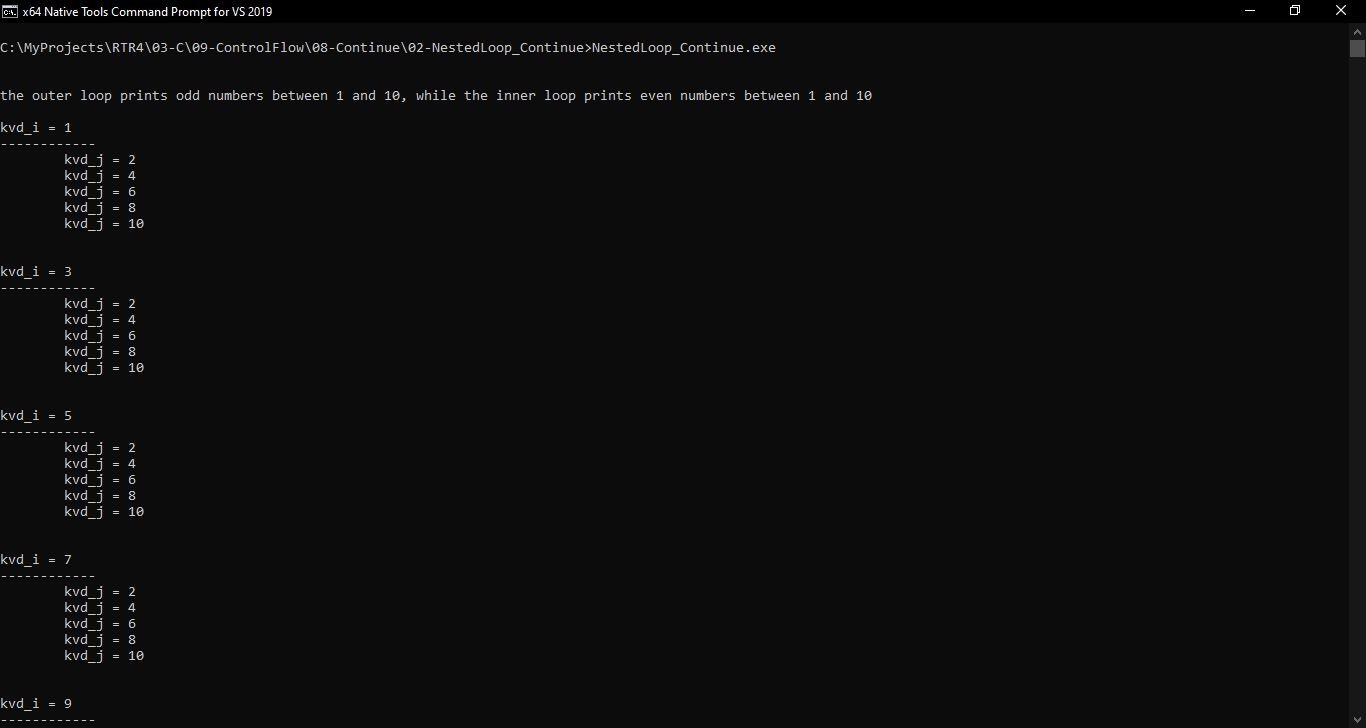 x64 Native Tools Command Prompt for VS 2019
C:\MyProjects\RTR4\03-C\09-ControlFlow\08-Continue\02-NestedLoop_Continue>NestedLoop_Continue.exe
the outer loop prints odd numbers between 1 and 10, while the inner loop prints even numbers between 1 and 10
kvd_i = 1
------------
kvd_j = 2
kvd_j = 4
kvd_j = 6
kvd_j = 8
kvd_j = 10
kvd_i = 3
------------
kvd_j = 2
kvd_j = 4
kvd_j = 6
kvd_j = 8
kvd_j = 10
kvd_i = 5
------------
kvd_j = 2
kvd_j = 4
kvd_j = 6
kvd_j = 8
kvd_j = 10
kvd_i = 7
------------
kvd_j = 2
kvd_j = 4
kvd_j = 6
kvd_j = 8
kvd_j = 10
kvd_i = 9
------------